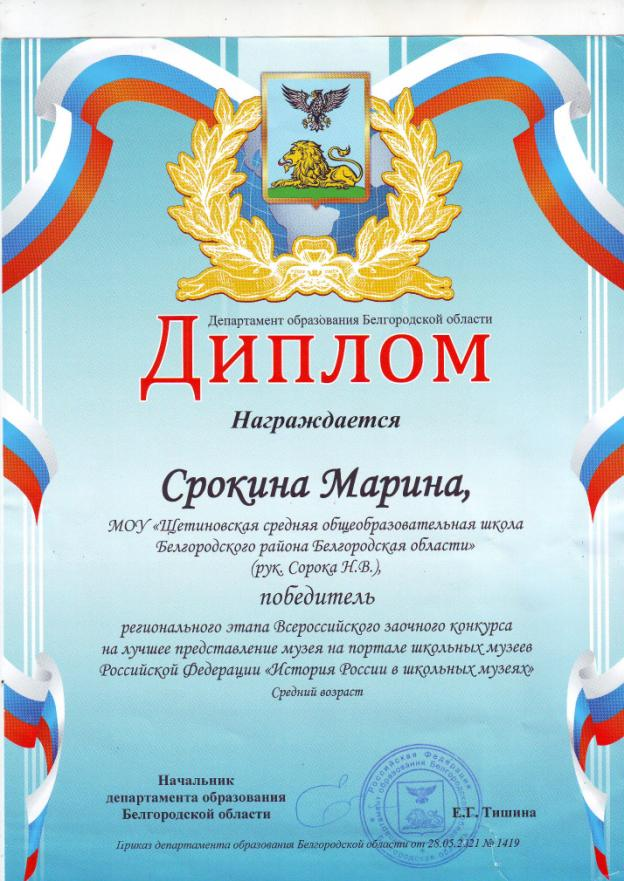 Департамент образования Белгородской области
Диплом
Награждается
Срокина Марина,
МОУ «Щетиновская средняя общеобразовательная школа
Белгородского района Белгородская области»
(рук. Сорока Н.В.),
победитель
регионального этапа Всероссийского заочного конкурса
на лучшее представление музея на портале школьных музеев
Российской Федерации «История России в школьных музеях»
Средний возраст
Начальник
департамента образования
Белгородской области
Е.Г. Тишина
Российская Федерация
Приказ департамента образования Белгородской области от 28.05.2021 № 1419